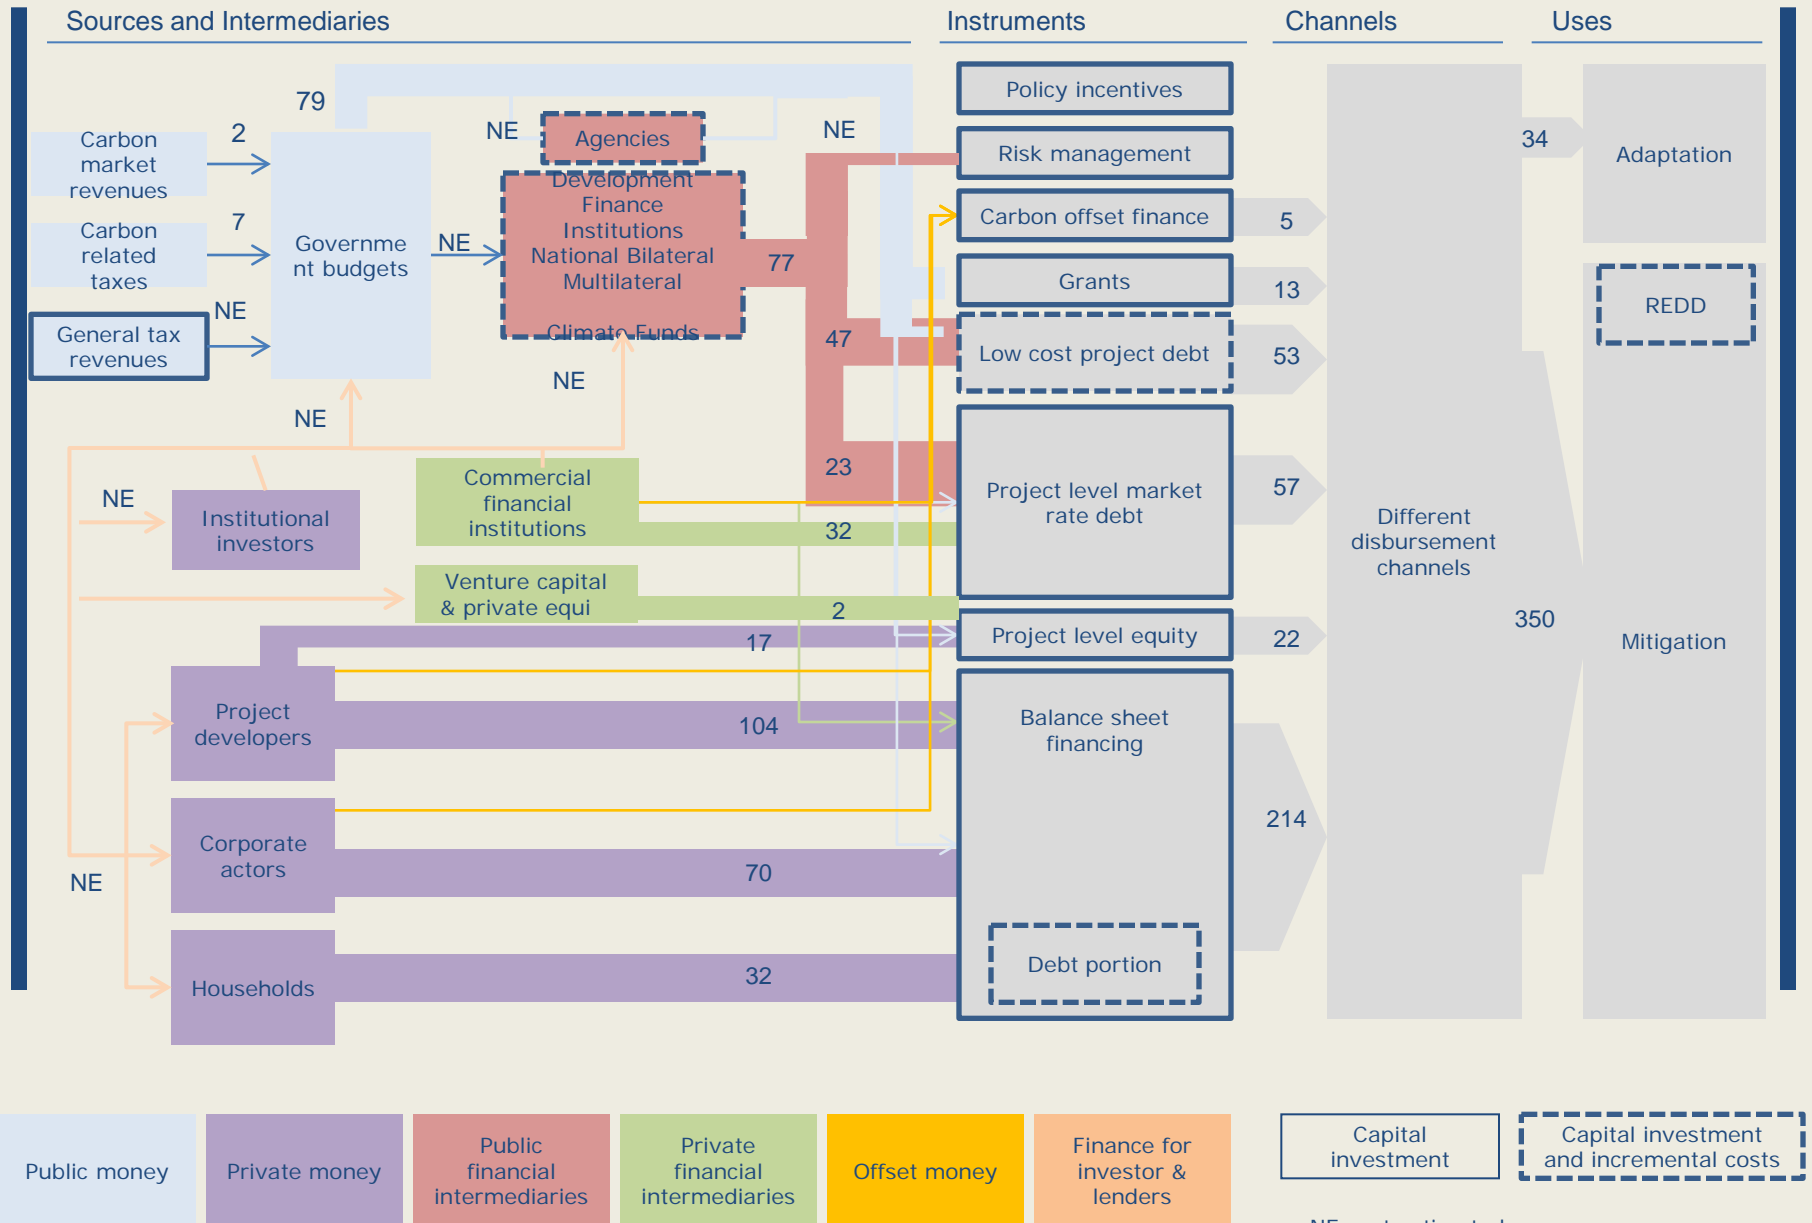 Sources and Intermediaries
Instruments
Channels
Uses
79
Carbon
market
revenues
2
Carbon
related
taxes
7
General tax
revenues
NE
Governme
nt budgets
NE
NE
Agencies
Development
Finance
Institutions
National Bilateral
Multilateral
Climate Funds
NE
77
47
23
NE
NE
NE
Institutional
investors
Commercial
financial
institutions
32
Venture capital
& private equi
2
17
Project
developers
104
Corporate
actors
70
NE
Households
32
Policy incentives
Risk management
Carbon offset finance
5
Grants
13
Low cost project debt
53
Project level market
rate debt
57
Project level equity
22
Balance sheet
financing
214
Debt portion
Different
disbursement
channels
34
350
Adaptation
REDD
Mitigation
Public money
Private money
Public
financial
intermediaries
Private
financial
intermediaries
Offset money
Finance for
investor &
lenders
Capital
investment
Capital investment
and incremental costs